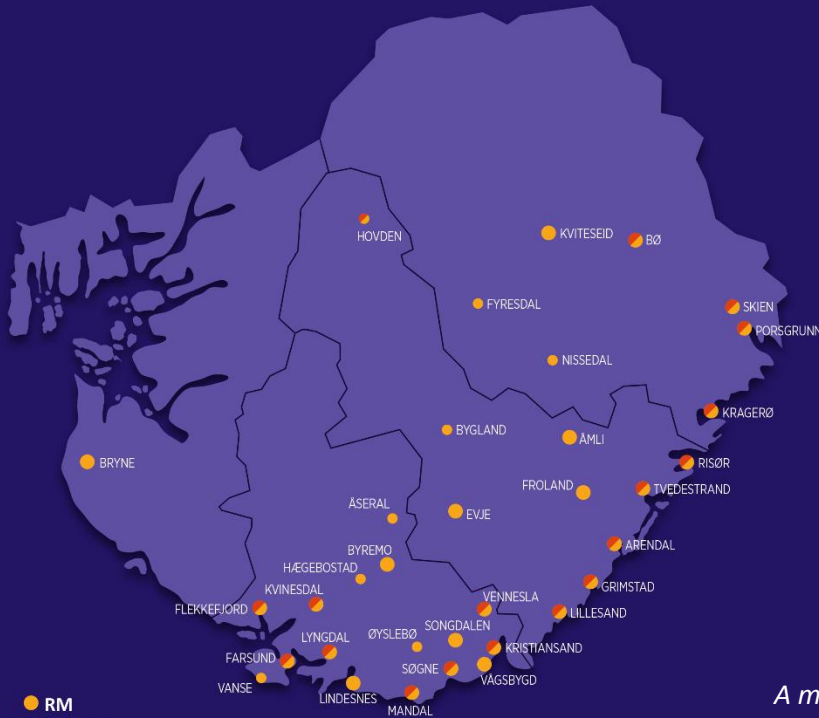 HOVDEN
KVITESEID
BØ
FYRESDAL
SKIEN
PORSGRUNN
NISSEDAL
KRAGERØ
BYGLAND
ÅMLI
BRYNE
RISØR
FROLAND
TVEDESTRAND
ÅSERAL
EVJE
ARENDAL
BYREMO
HÆGEBOSTAD
GRIMSTAD
KVINESDAL
FLEKKEFJORD
VENNESLA
LILLESAND
SONGDALEN
LYNGDAL
ØYSLEBØ
KRISTIANSAND
FARSUND
SØGNE
VÅGSBYGD
VANSE
LINDESNES
MANDAL
RM
A m